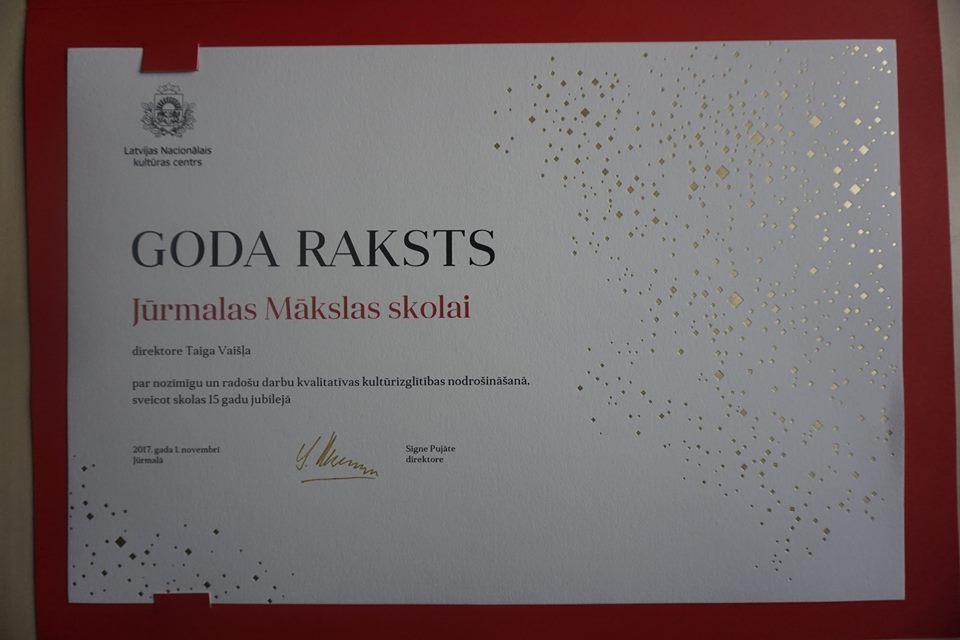 Latvijas Nacionālais
kultūras centrs
GODA RAKSTS
Jūrmalas Mākslas skolai
direktore Taiga Vaišļa
par nozīmīgu un radošu darbu kvalitatīvas kultūrizglītības nodrošināšanā,
sveicot skolas 15 gadu jubilejā
2017. gada 1. novembrī
Jūrmalā
Signe Pujāte
direktore